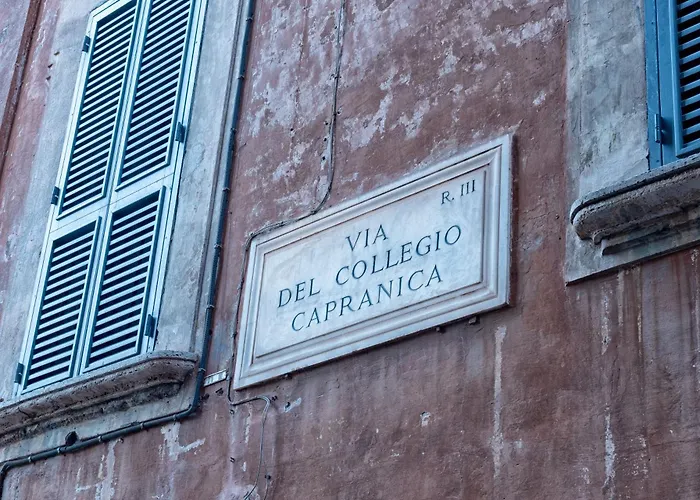 R. III
VIA
DEL COLLEGIO
CAPRANICA